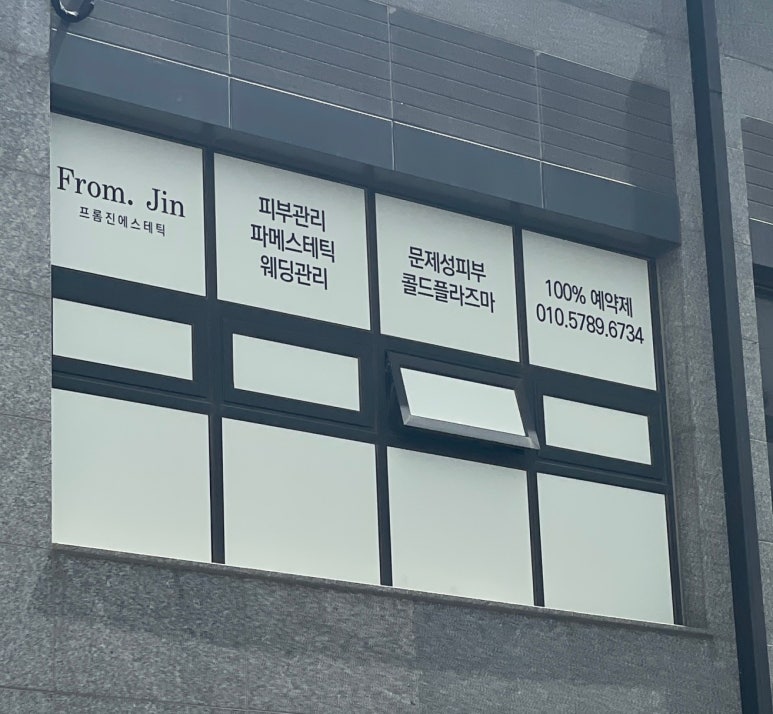 From. Jin
프롬진에스테틱
피부관리
파메스테틱
웨딩관리
문제성피부
콜드플라즈마
100% 예약제
010.5789.6734